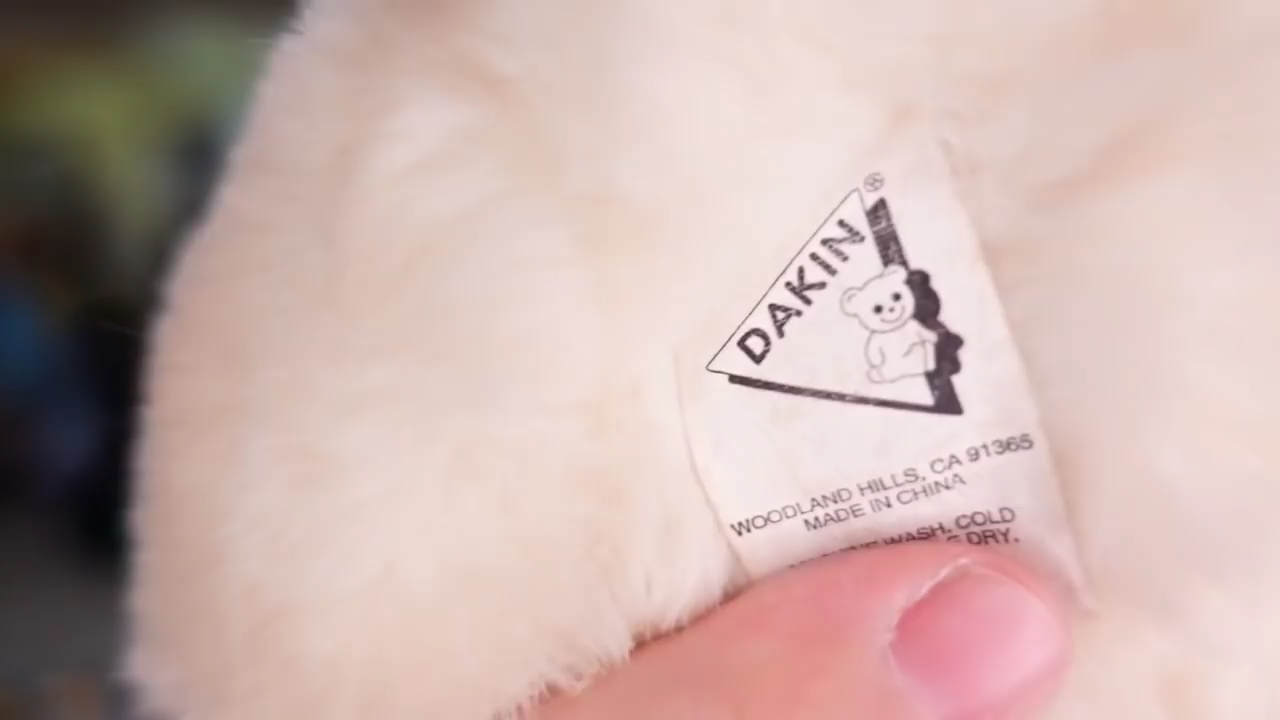 DAKIN
®
WOODLAND HILLS, CA 91365
MADE IN CHINA
WASH. COLD
DRY.